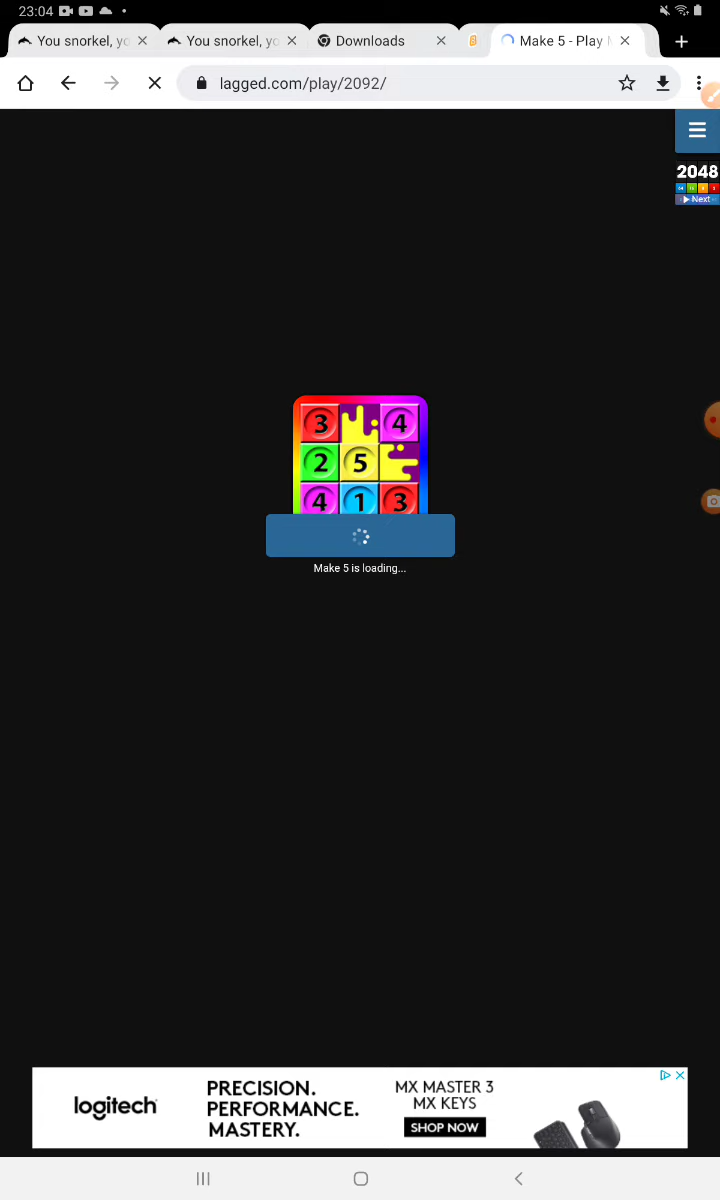 23:04
You snorkel, yo
You snorkel, yo
Downloads
Make 5 - Play
lagged.com/play/2092/
2048
Next
3 4
2 5
4 1 3
Make 5 is loading...
logitech
PRECISION.
PERFORMANCE.
MASTERY.
MX MASTER 3
MX KEYS
SHOP NOW